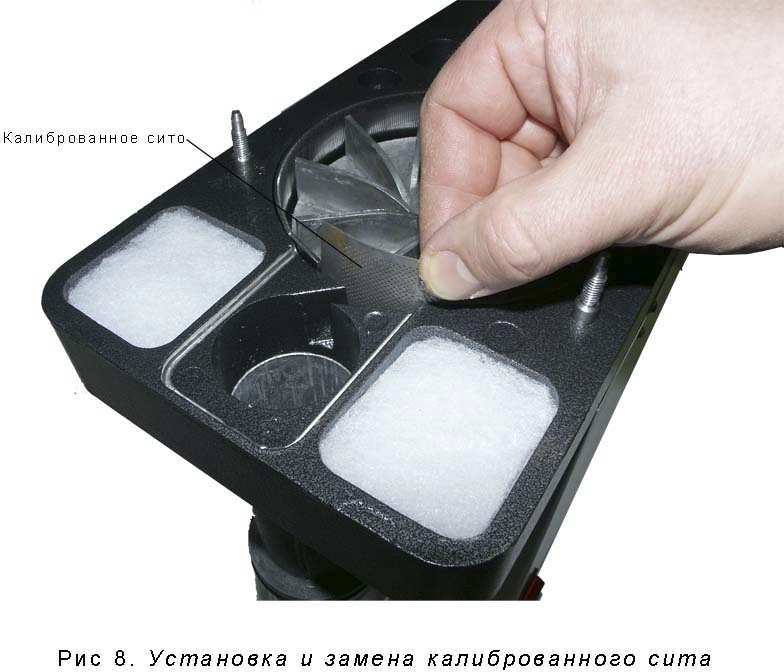 Калиброванное сито
Рис 8. Установка и замена калиброванного сита